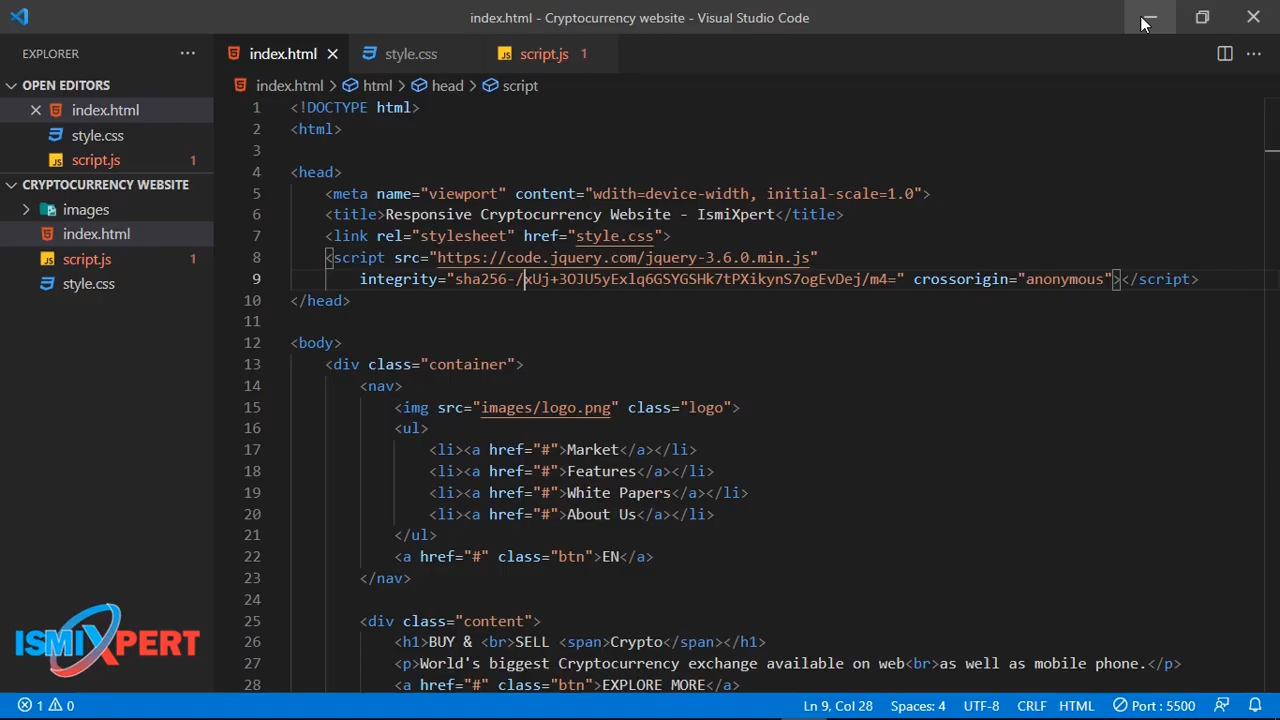 index.html - Cryptocurrency website - Visual Studio Code
EXPLORER
index.html
style.css
script.js 1
OPEN EDITORS
index.html
style.css
script.js 1
CRYPTOCURRENCY WEBSITE
images
index.html
script.js 1
style.css
index.html > html > head > script
1 <!DOCTYPE html>
2 <html>
3
4 <head>
5 <meta name="viewport" content="wdith=device-width, initial-scale=1.0">
6 <title>Responsive Cryptocurrency Website - IsmiXpert</title>
7 <link rel="stylesheet" href="style.css">
8 <script src="https://code.jquery.com/jquery-3.6.0.min.js"
9 integrity="sha256-/xUj+3OJU5yExlq6GSYGSHk7tPXikynS7ogEvDej/m4=" crossorigin="anonymous"></script>
10 </head>
11
12 <body>
13 <div class="container">
14 <nav>
15 <img src="images/logo.png" class="logo">
16 <ul>
17 <li><a href="#">Market</a></li>
18 <li><a href="#">Features</a></li>
19 <li><a href="#">White Papers</a></li>
20 <li><a href="#">About Us</a></li>
21 </ul>
22 <a href="#" class="btn">EN</a>
23 </nav>
24
25 <div class="content">
26 <h1>BUY & <br>SELL <span>Crypto</span></h1>
27 <p>World's biggest Cryptocurrency exchange available on web<br>as well as mobile phone.</p>
28 <a href="#" class="btn">EXPLORE MORE</a>
ISMIXPERT
1 0
Ln 9, Col 28
Spaces: 4
UTF-8
CRLF
HTML
Port : 5500